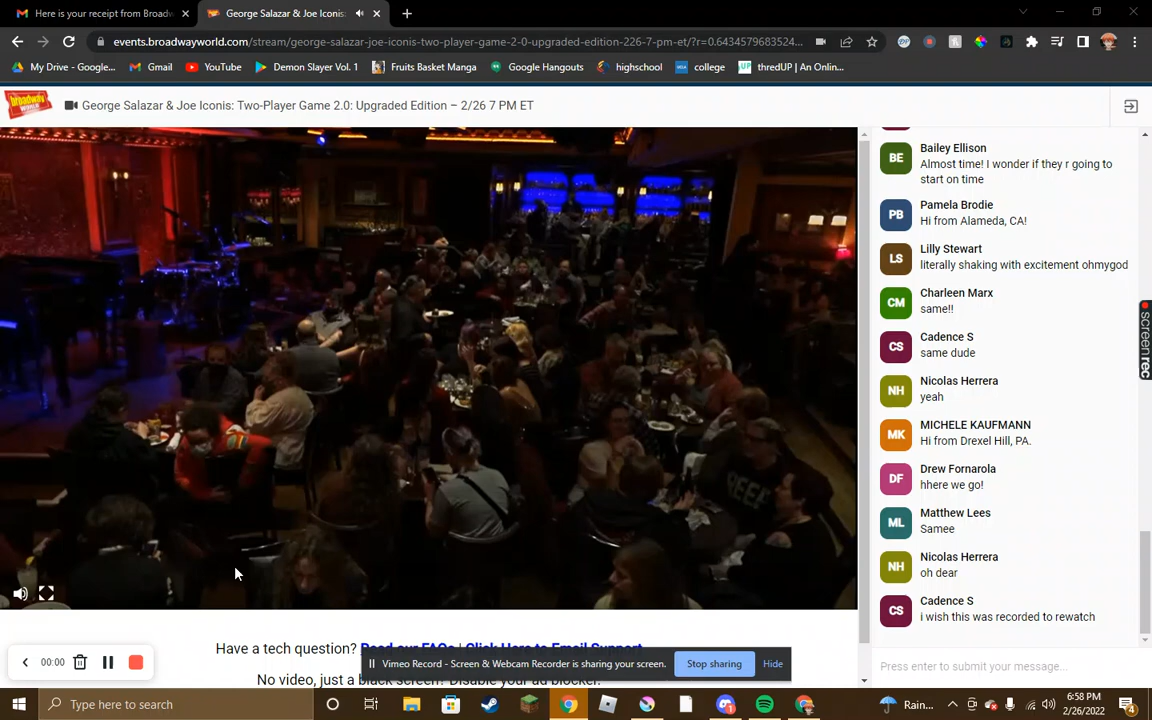 Here is your receipt from Broadw
George Salazar & Joe Iconis:
events.broadwayworld.com/stream/george-salazar-joe-iconis-two-player-game-2-0-upgraded-edition-226-7-pm-et/?r=0.6434579683524...
My Drive - Google...
Gmail
YouTube
Demon Slayer Vol. 1
Fruits Basket Manga
Google Hangouts
highschool
college
thredUP | An Onlin...
George Salazar & Joe Iconis: Two-Player Game 2.0: Upgraded Edition – 2/26 7 PM ET
BE
Bailey Ellison
Almost time! I wonder if they r going to
start on time
PB
Pamela Brodie
Hi from Alameda, CA!
LS
Lilly Stewart
literally shaking with excitement ohmygod
CM
Charleen Marx
same!!
CS
Cadence S
same dude
NH
Nicolas Herrera
yeah
MK
MICHELE KAUFMANN
Hi from Drexel Hill, PA.
DF
Drew Fornarola
hhere we go!
ML
Matthew Lees
Samee
NH
Nicolas Herrera
oh dear
CS
Cadence S
i wish this was recorded to rewatch
Press enter to submit your message...
screenrec
Have a tech question? Read our FAQs | Click Here to Email Support
No video, just a black screen? Disable your ad blocker.
00:00
Vimeo Record - Screen & Webcam Recorder is sharing your screen.
Stop sharing
Hide
Type here to search
Rain...
6:58 PM
2/26/2022
4